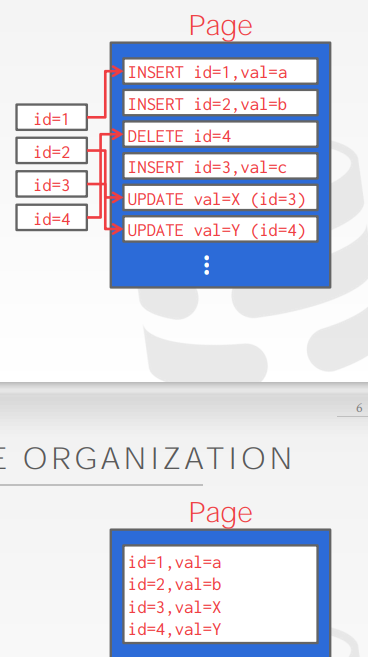 Page
INSERT id=1,val=a
INSERT id=2,val=b
DELETE id=4
INSERT id=3,val=c
UPDATE val=X (id=3)
UPDATE val=Y (id=4)
id=1
id=2
id=3
id=4
6
E ORGANIZATION
Page
id=1,val=a
id=2,val=b
id=3,val=X
id=4,val=Y